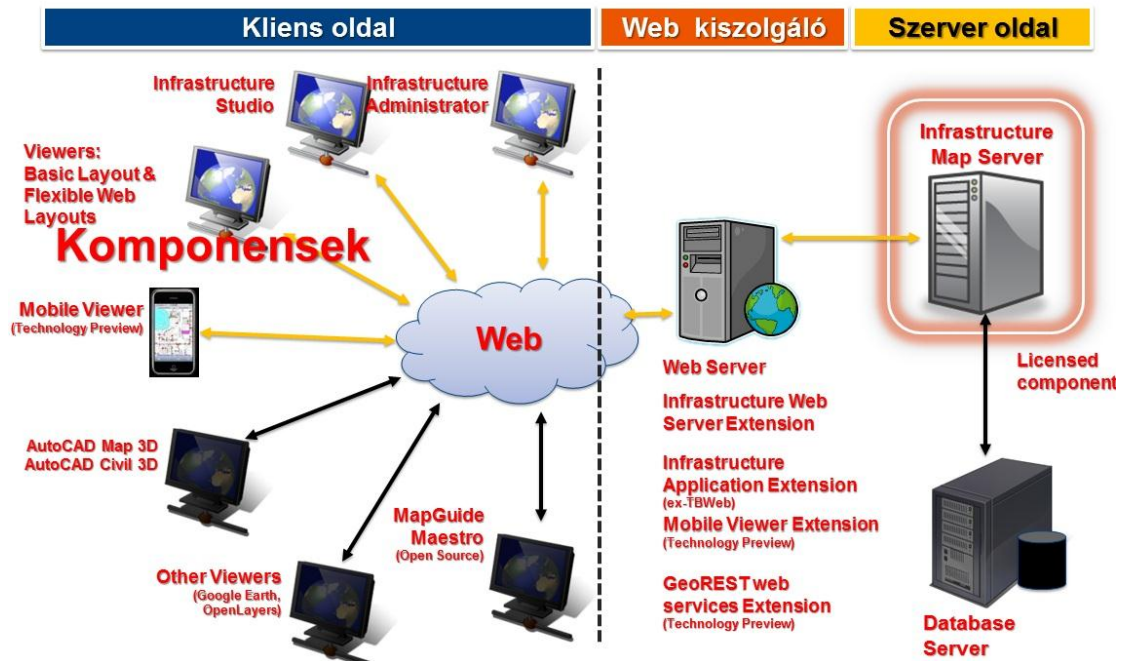 Kliens oldal
Web kiszolgáló
Szerver oldal
Infrastructure
Studio
Infrastructure
Administrator
Viewers:
Basic Layout &
Flexible Web
Layouts
Komponensek
Mobile Viewer
(Technology Preview)
AutoCAD Map 3D
AutoCAD Civil 3D
Other Viewers
(Google Earth,
OpenLayers)
MapGuide
Maestro
(Open Source)
Web
Web Server
Infrastructure Web
Server Extension
Infrastructure
Application Extension
(ex-TBWeb)
Mobile Viewer Extension
(Technology Preview)
GeoREST web
services Extension
(Technology Preview)
Infrastructure
Map Server
Licensed
component
Database
Server